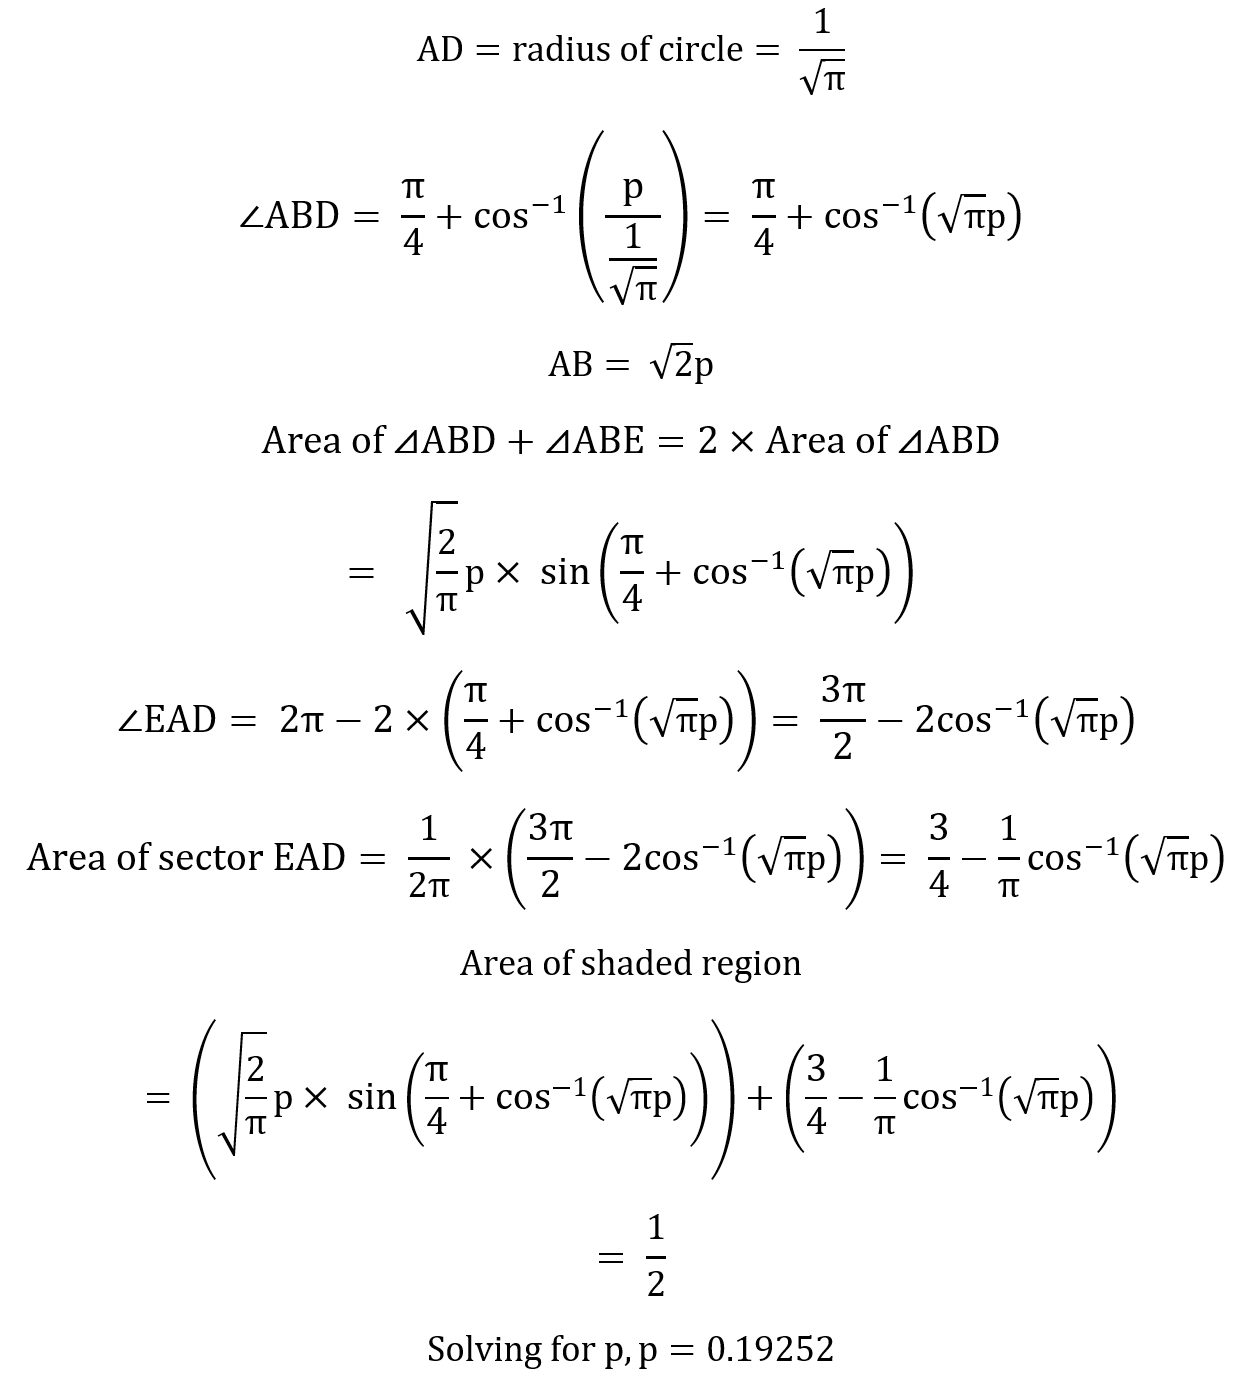 AD = radius of circle = 1/√π
∠ABD = π/4 + cos⁻¹(p/(1/√π)) = π/4 + cos⁻¹(√πp)
AB = √2p
Area of ⊿ABD + ⊿ABE = 2 × Area of ⊿ABD
= √(2/π)p × sin(π/4 + cos⁻¹(√πp))
∠EAD = 2π − 2 × (π/4 + cos⁻¹(√πp)) = 3π/2 − 2cos⁻¹(√πp)
Area of sector EAD = 1/2π × (3π/2 − 2cos⁻¹(√πp)) = 3/4 − 1/π cos⁻¹(√πp)
Area of shaded region
= (√(2/π)p × sin(π/4 + cos⁻¹(√πp))) + (3/4 − 1/π cos⁻¹(√πp))
= 1/2
Solving for p, p = 0.19252